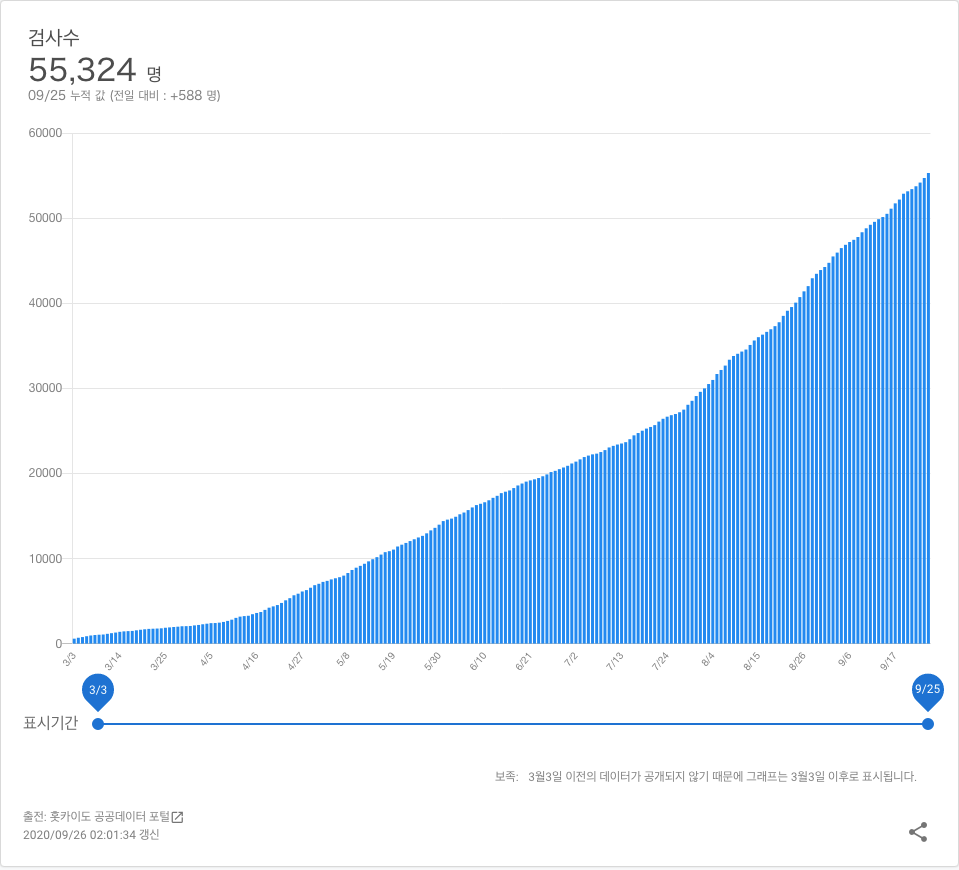 검사수
55,324 명
09/25 누적 값 (전일 대비 : +588 명)
60000
50000
40000
30000
20000
10000
0
3/3 3/14 3/25 4/5 4/16 4/27 5/8 5/19 5/30 6/10 6/21 7/2 7/13 7/24 8/4 8/15 8/26 9/6 9/17
3/3 9/25
표시기간
보족: 3월3일 이전의 데이터가 공개되지 않기 때문에 그래프는 3월3일 이후로 표시됩니다.
출전: 홋카이도 공공데이터 포털
2020/09/26 02:01:34 갱신